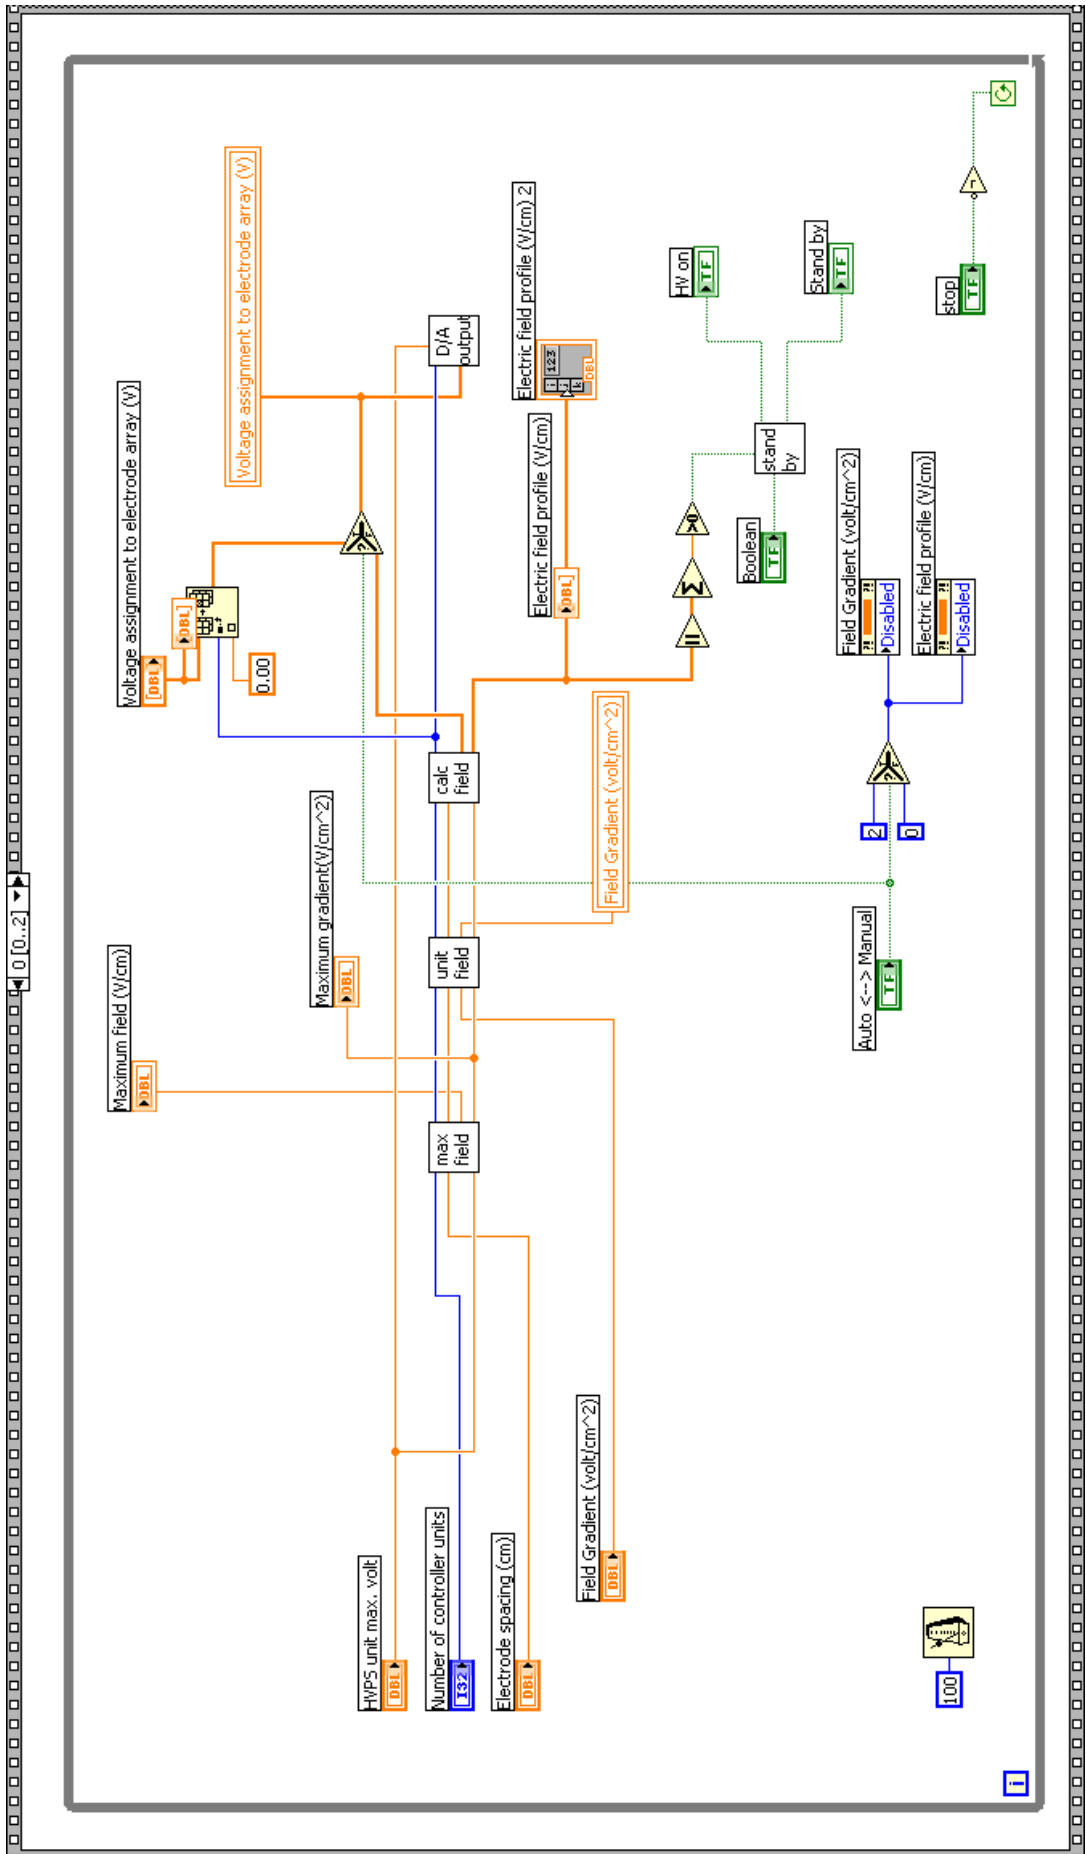 0 [0..2]
Maximum field (V/cm)
DBL
Voltage assignment to electrode array (V)
[DBL]
DBL]
0.00
Voltage assignment to electrode array (V)
Maximum gradient(V/cm^2)
DBL
HVPS unit max. volt
DBL
Number of controller units
I32
Electrode spacing (cm)
DBL
Field Gradient (volt/cm^2)
DBL
max
field
unit
field
calc
field
D/A
output
Field Gradient (volt/cm^2)
Electric field profile (V/cm)
DBL]
Electric field profile (V/cm) 2
123
i
j
k
DBL
>0
Boolean
TF
stand
by
HV on
TF
Stand by
TF
Auto <--> Manual
TF
2
0
Field Gradient (volt/cm^2)
Disabled
Electric field profile (V/cm)
Disabled
stop
TF
100
i